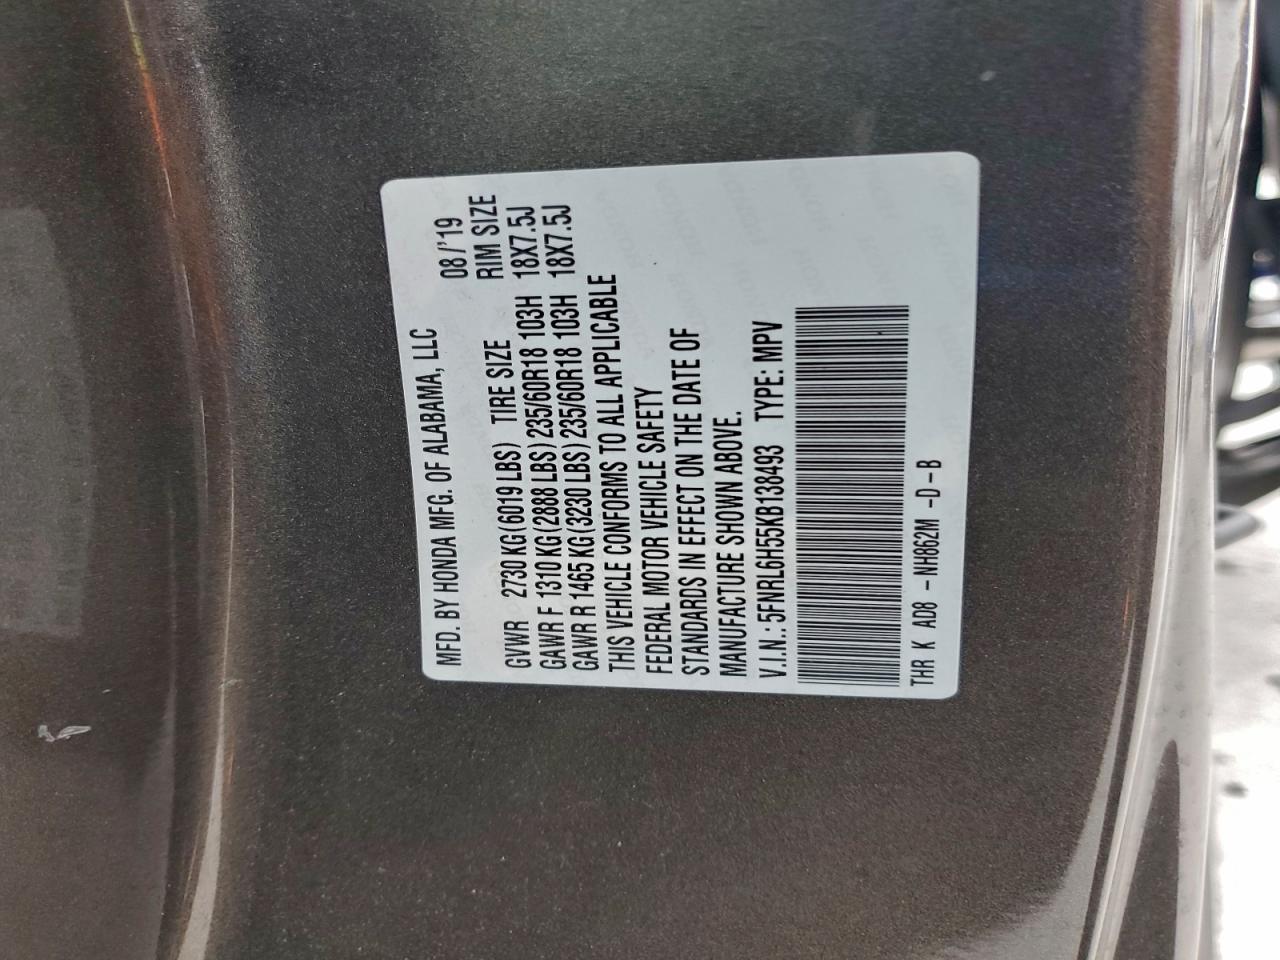 MFD. BY HONDA MFG. OF ALABAMA, LLC 08/'19
GVWR 2730 KG(6019 LBS) TIRE SIZE RIM SIZE
GAWR F 1310 KG(2888 LBS) 235/60R18 103H 18X7.5J
GAWR R 1465 KG(3230 LBS) 235/60R18 103H 18X7.5J
THIS VEHICLE CONFORMS TO ALL APPLICABLE
FEDERAL MOTOR VEHICLE SAFETY
STANDARDS IN EFFECT ON THE DATE OF
MANUFACTURE SHOWN ABOVE.
V.I.N.: 5FNRL6H55KB138493 TYPE: MPV
THR K AD8 -NH862M -D-B